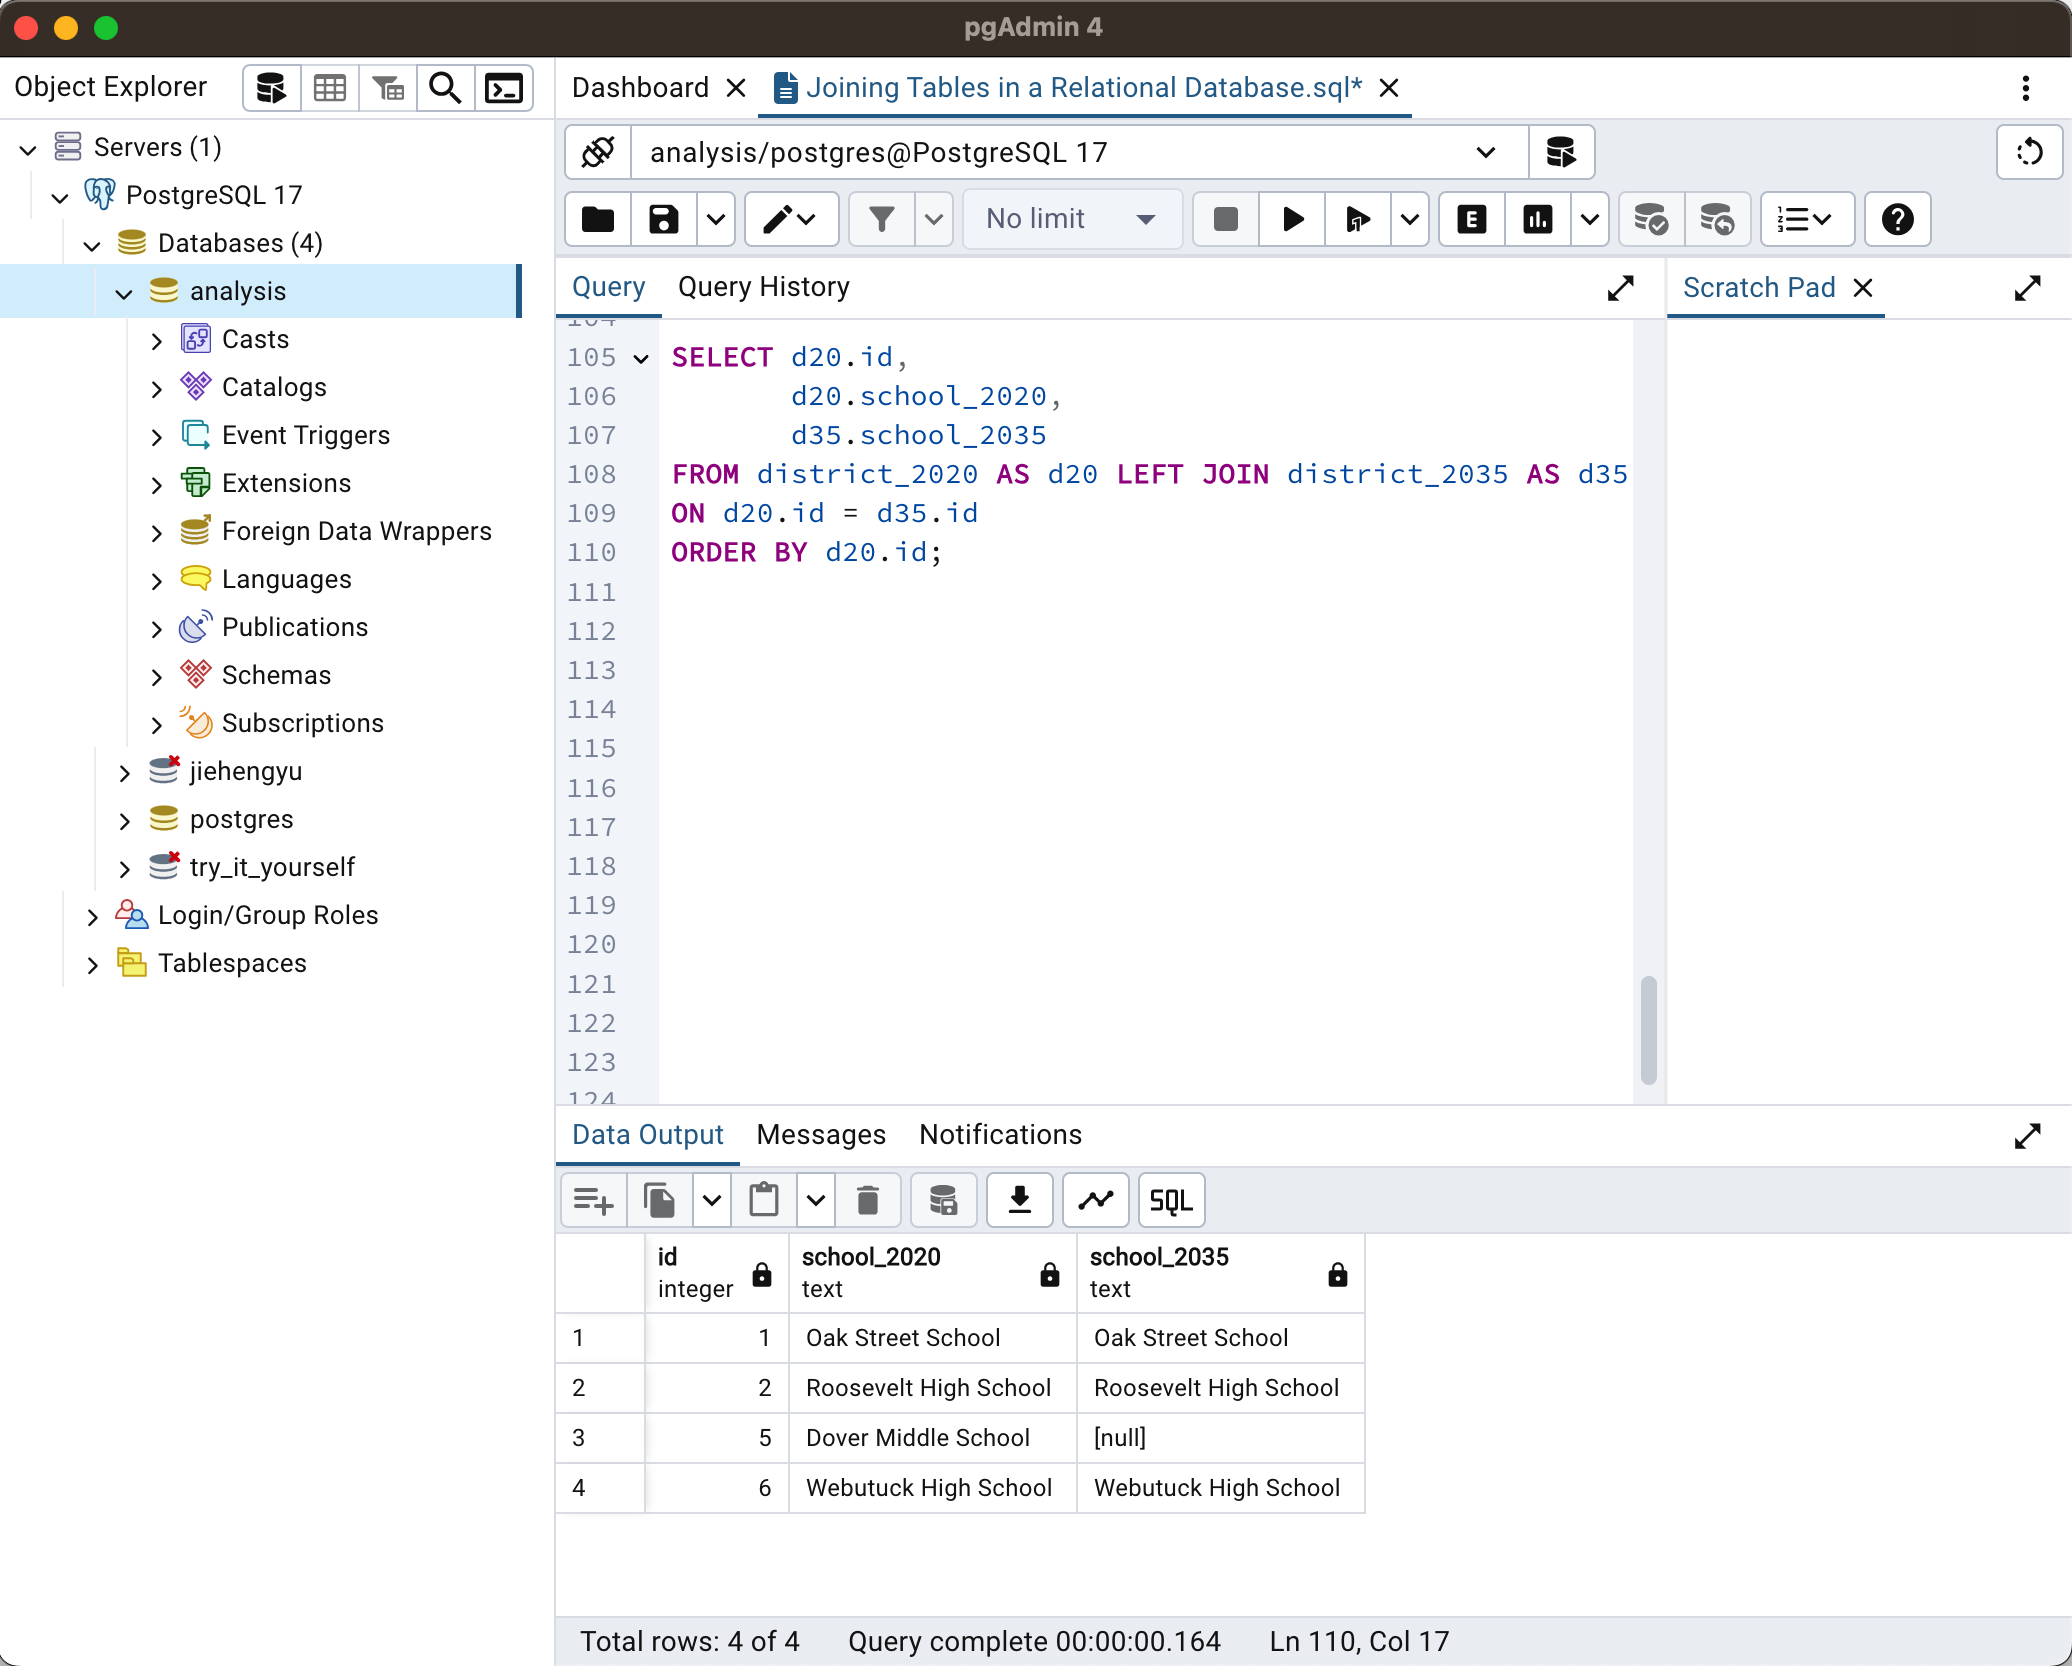 pgAdmin 4
Object Explorer
Servers (1)
PostgreSQL 17
Databases (4)
analysis
Casts
Catalogs
Event Triggers
Extensions
Foreign Data Wrappers
Languages
Publications
Schemas
Subscriptions
jiehengyu
postgres
try_it_yourself
Login/Group Roles
Tablespaces
Dashboard
Joining Tables in a Relational Database.sql*
analysis/postgres@PostgreSQL 17
No limit
E
Query Query History
Scratch Pad
104
105 SELECT d20.id,
106 d20.school_2020,
107 d35.school_2035
108 FROM district_2020 AS d20 LEFT JOIN district_2035 AS d35
109 ON d20.id = d35.id
110 ORDER BY d20.id;
111
112
113
114
115
116
117
118
119
120
121
122
123
124
Data Output Messages Notifications
SQL
id school_2020 school_2035
integer text text
1 1 Oak Street School Oak Street School
2 2 Roosevelt High School Roosevelt High School
3 5 Dover Middle School [null]
4 6 Webutuck High School Webutuck High School
Total rows: 4 of 4 Query complete 00:00:00.164 Ln 110, Col 17